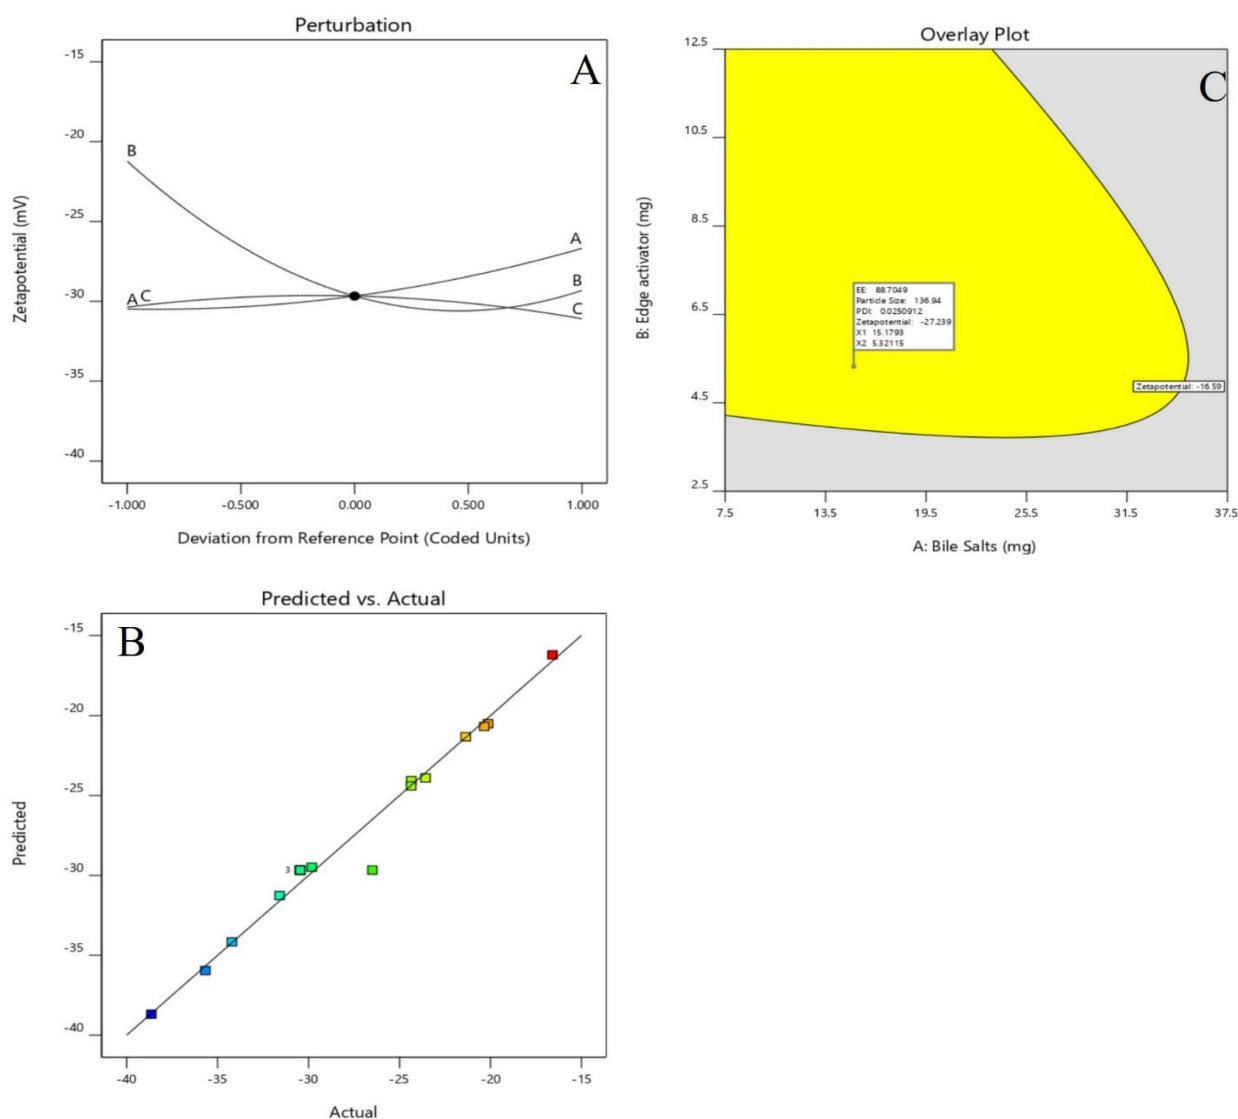 Perturbation
A
-15
-20
-25
-30
-35
-40
Zetapotential (mV)
B
A
C
A
B
C
-1.000
-0.500
0.000
0.500
1.000
Deviation from Reference Point (Coded Units)
Overlay Plot
C
12.5
10.5
8.5
6.5
4.5
2.5
B: Edge activator (mg)
EE: 88.7049
Particle Size: 136.94
PDI: 0.0250912
Zetapotential: -27.239
X1 15.1793
X2 5.32115
Zetapotential: -16.59
7.5
13.5
19.5
25.5
31.5
37.5
A: Bile Salts (mg)
Predicted vs. Actual
B
-15
-20
-25
-30
-35
-40
Predicted
3
-40
-35
-30
-25
-20
-15
Actual